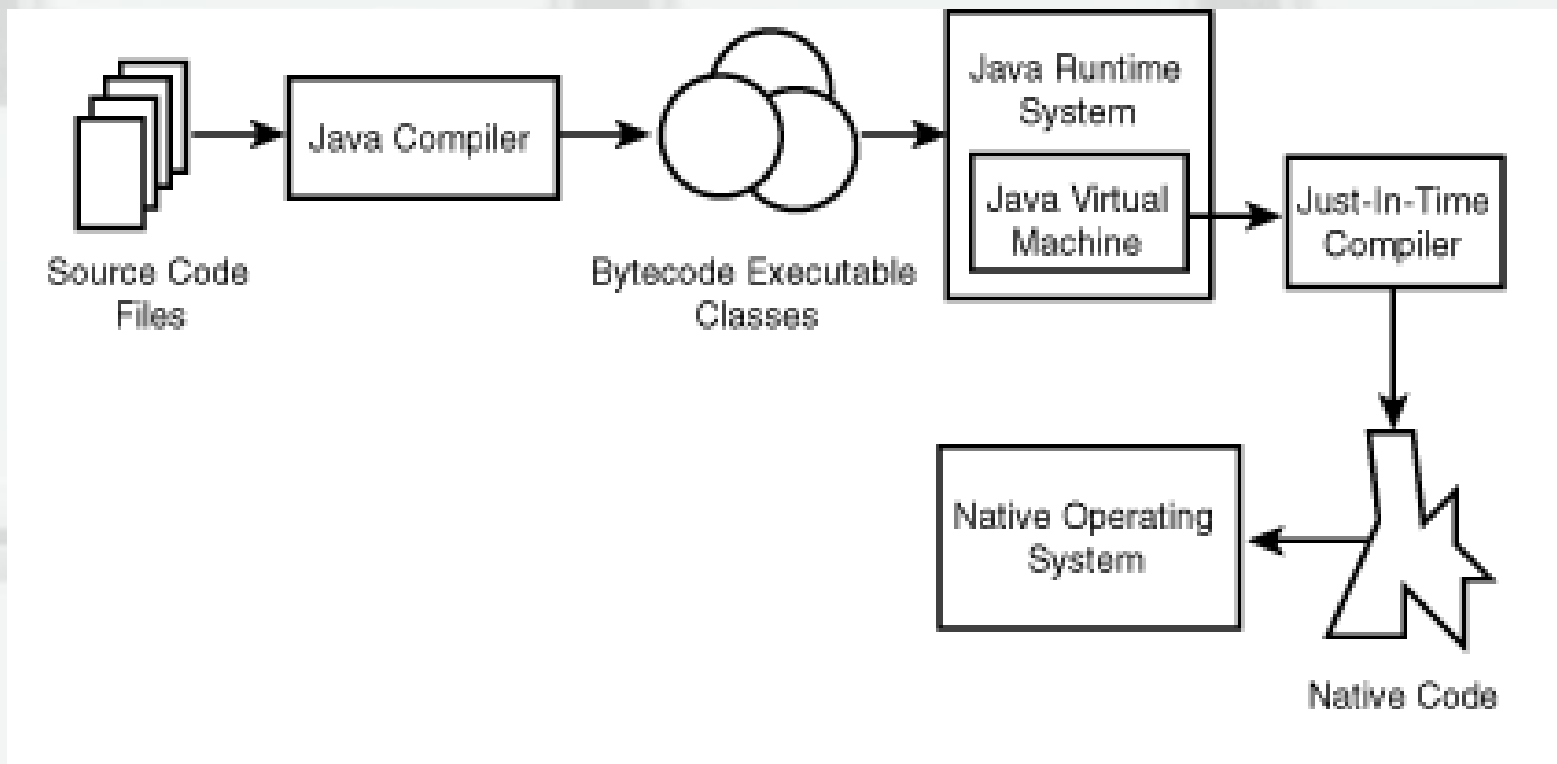 Source Code
Files
Java Compiler
Bytecode Executable
Classes
Java Runtime
System
Java Virtual
Machine
Just-In-Time
Compiler
Native Code
Native Operating
System